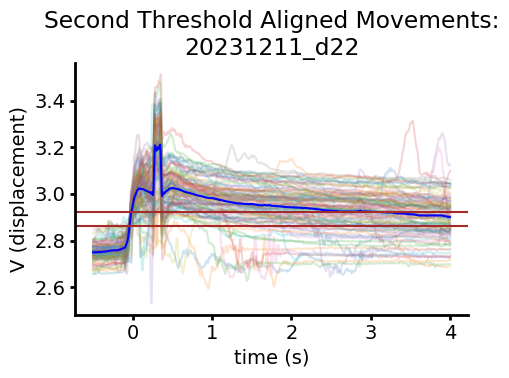 Second Threshold Aligned Movements:
20231211_d22
V (displacement)
3.4
3.2
3.0
2.8
2.6
0
1
2
3
4
time (s)